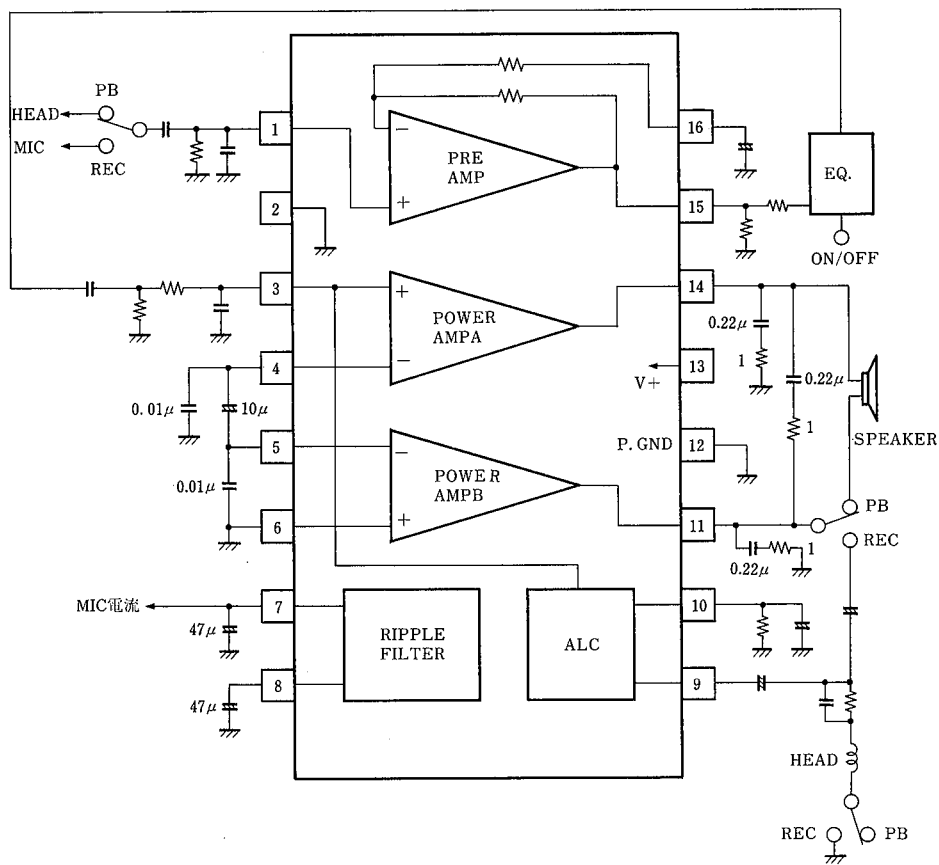 PB
HEAD
MIC
REC
1
2
3
4
5
6
7
8
16
15
14
13
12
11
10
9
−
+
PRE
AMP
+
−
POWER
AMPA
−
+
POWER
AMPB
RIPPLE
FILTER
ALC
V+
P. GND
EQ.
ON/OFF
0.22μ
1
0.22μ
1
SPEAKER
PB
REC
0.22μ
1
0.01μ
10μ
0.01μ
MIC電流
47μ
47μ
HEAD
REC
PB